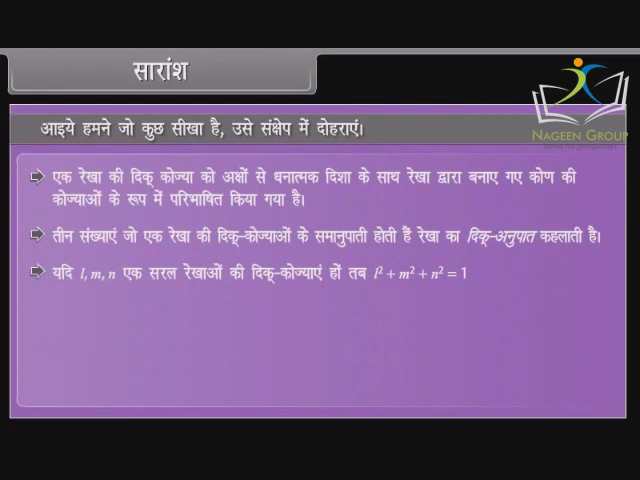 सारांश
NAGEEN GROUP
आइये हमने जो कुछ सीखा है, उसे संक्षेप में दोहराएं।
एक रेखा की दिक् कोज्या को अक्षों से धनात्मक दिशा के साथ रेखा द्वारा बनाए गए कोण की
कोज्याओं के रूप में परिभाषित किया गया है।
तीन संख्याएं जो एक रेखा की दिक्-कोज्याओं के समानुपाती होती हैं रेखा का दिक्-अनुपात कहलाती है।
यदि l, m, n एक सरल रेखाओं की दिक्-कोज्याएं हों तब l² + m² + n² = 1